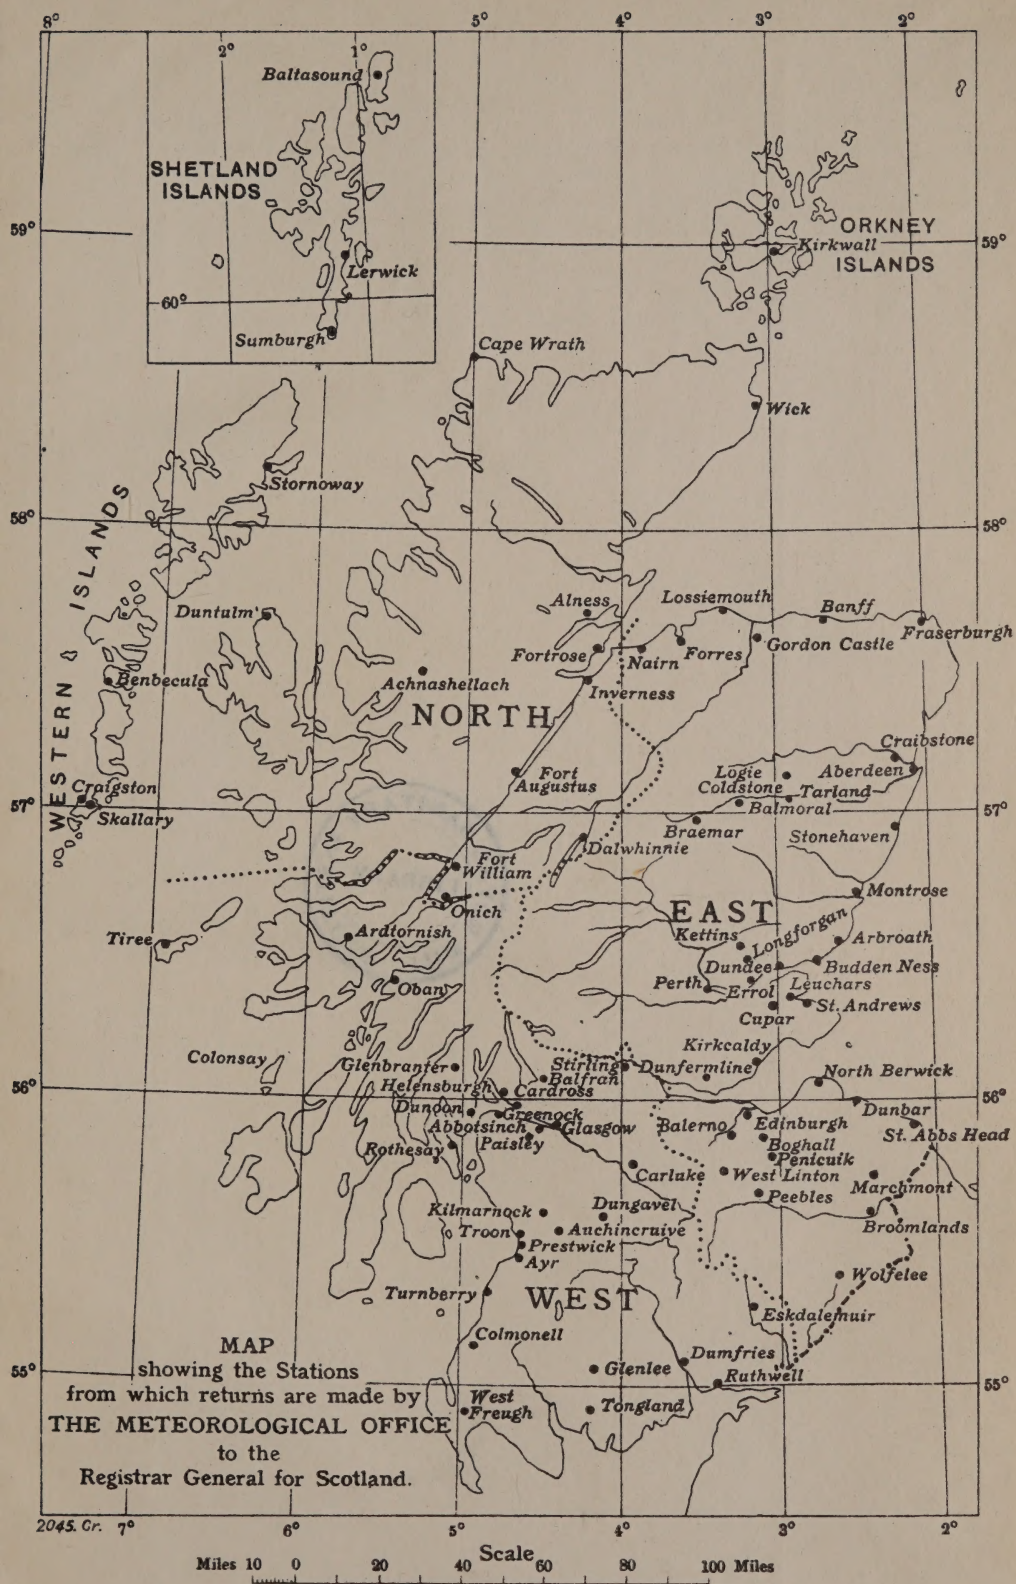 8° 5° 4° 3° 2°
2° 1°
Baltasound
SHETLAND
ISLANDS
59° 59°
ORKNEY
Kirkwall
ISLANDS
Lerwick
60°
Sumburgh
Cape Wrath
Wick
Stornoway
WESTERN ISLANDS
58° 58°
Duntulm
Alness
Lossiemouth
Banff
Fraserburgh
Gordon Castle
Fortrose
Nairn
Forres
Benbecula
Achnashellach
Inverness
NORTH
Craibstone
Fort
Augustus
Logie
Coldstone
Aberdeen
Tarland
Craigston
57° 57°
Skallary
Balmoral
Braemar
Stonehaven
Dalwhinnie
Fort
William
Montrose
Onich
EAST
Kettins
Longforgan
Arbroath
Tiree
Ardtornish
Dundee
Budden Ness
Oban
Perth
Errol
Leuchars
St. Andrews
Cupar
Colonsay
Kirkcaldy
Glenbranter
Stirling
Dunfermline
North Berwick
Balfran
56° 56°
Helensburgh
Cardross
Dunoon
Greenock
Dunbar
Abbotsinch
Glasgow
Balerno
Edinburgh
St. Abbs Head
Rothesay
Paisley
Boghall
Penicuik
Carluke
West Linton
Marchmont
Peebles
Kilmarnock
Dungavel
Broomlands
Troon
Auchincruive
Prestwick
Ayr
Wolfelee
Turnberry
WEST
Eskdalemuir
Colmonell
Dumfries
Glenlee
Ruthwell
55° 55°
West
Freugh
Tongland
MAP
showing the Stations
from which returns are made by
THE METEOROLOGICAL OFFICE
to the
Registrar General for Scotland.
2045. Gr. 7° 6° 5° 4° 3° 2°
Scale
Miles 10 0 20 40 60 80 100 Miles